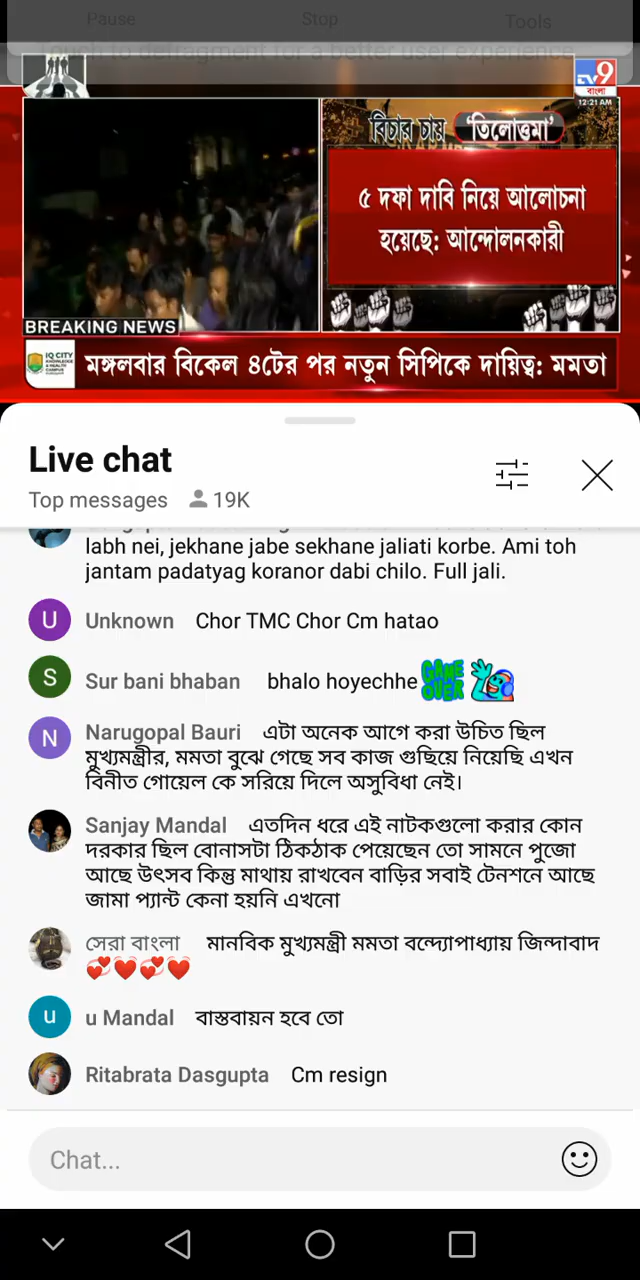 Pause Stop Tools
Touch to defragment for a better user experience
tv9
বাংলা
12:21 AM
বিচার চায় 'তিলোত্তমা'
৫ দফা দাবি নিয়ে আলোচনা
হয়েছে: আন্দোলনকারী
BREAKING NEWS
IQ CITY
মঙ্গলবার বিকেল ৪টের পর নতুন সিপিকে দায়িত্ব: মমতা
Live chat
Top messages 19K
labh nei, jekhane jabe sekhane jaliati korbe. Ami toh
jantam padatyag koranor dabi chilo. Full jali.
U Unknown Chor TMC Chor Cm hatao
S Sur bani bhaban bhalo hoyechhe GAME OVER
N Narugopal Bauri এটা অনেক আগে করা উচিত ছিল
মুখ্যমন্ত্রীর, মমতা বুঝে গেছে সব কাজ গুছিয়ে নিয়েছি এখন
বিনীত গোয়েল কে সরিয়ে দিলে অসুবিধা নেই।
Sanjay Mandal এতদিন ধরে এই নাটকগুলো করার কোন
দরকার ছিল বোনাসটা ঠিকঠাক পেয়েছেন তো সামনে পুজো
আছে উৎসব কিন্তু মাথায় রাখবেন বাড়ির সবাই টেনশনে আছে
জামা প্যান্ট কেনা হয়নি এখনো
সেরা বাংলা মানবিক মুখ্যমন্ত্রী মমতা বন্দ্যোপাধ্যায় জিন্দাবাদ
💞❤️💞❤️
u u Mandal বাস্তবায়ন হবে তো
Ritabrata Dasgupta Cm resign
Chat...